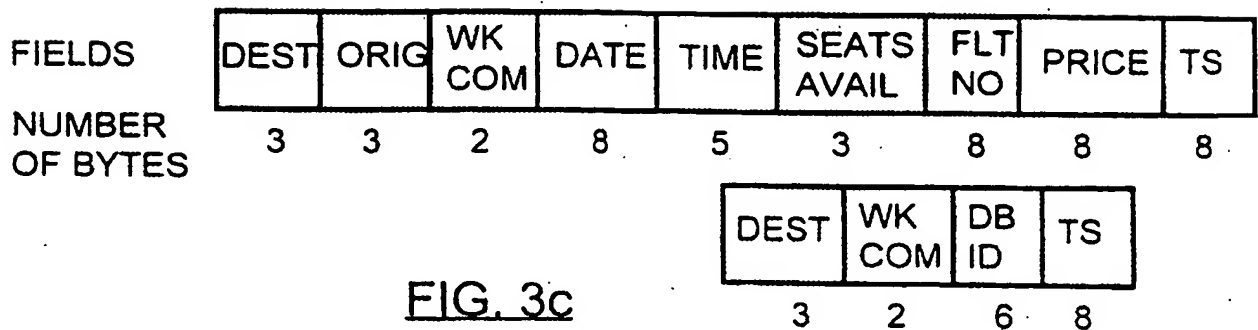 FIELDS DEST ORIG WK COM DATE TIME SEATS AVAIL FLT NO PRICE TS
NUMBER OF BYTES 3 3 2 8 5 3 8 8 8
DEST WK COM DB ID TS
FIG. 3c 3 2 6 8